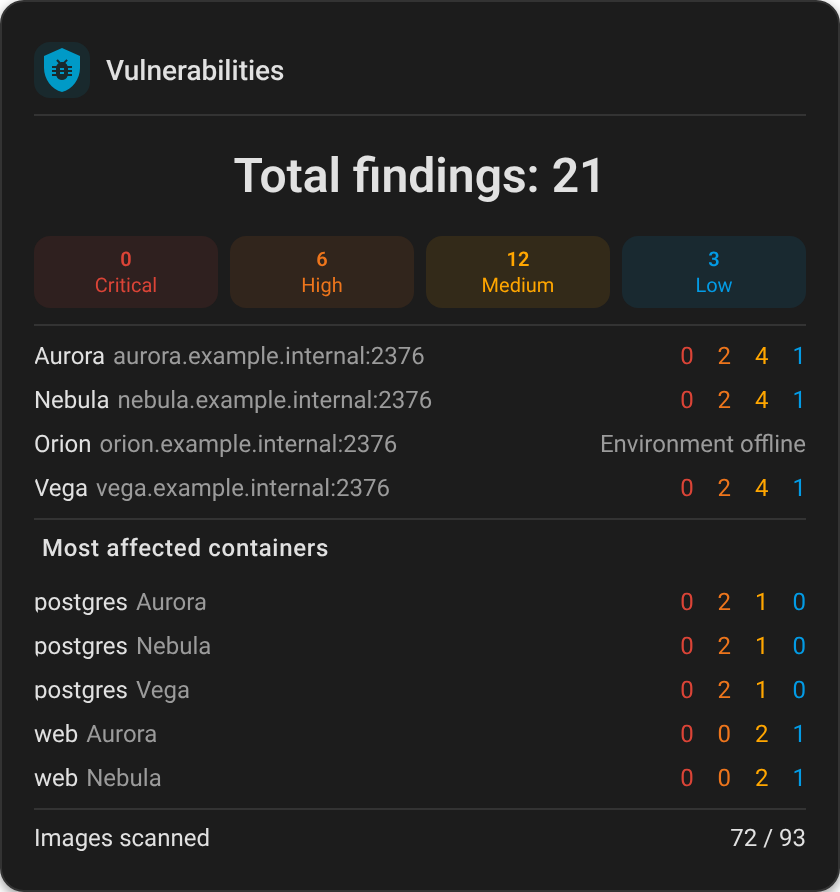 Vulnerabilities
Total findings: 21
0 6 12 3
Critical High Medium Low
Aurora aurora.example.internal:2376 0 2 4 1
Nebula nebula.example.internal:2376 0 2 4 1
Orion orion.example.internal:2376 Environment offline
Vega vega.example.internal:2376 0 2 4 1
Most affected containers
postgres Aurora 0 2 1 0
postgres Nebula 0 2 1 0
postgres Vega 0 2 1 0
web Aurora 0 0 2 1
web Nebula 0 0 2 1
Images scanned 72 / 93